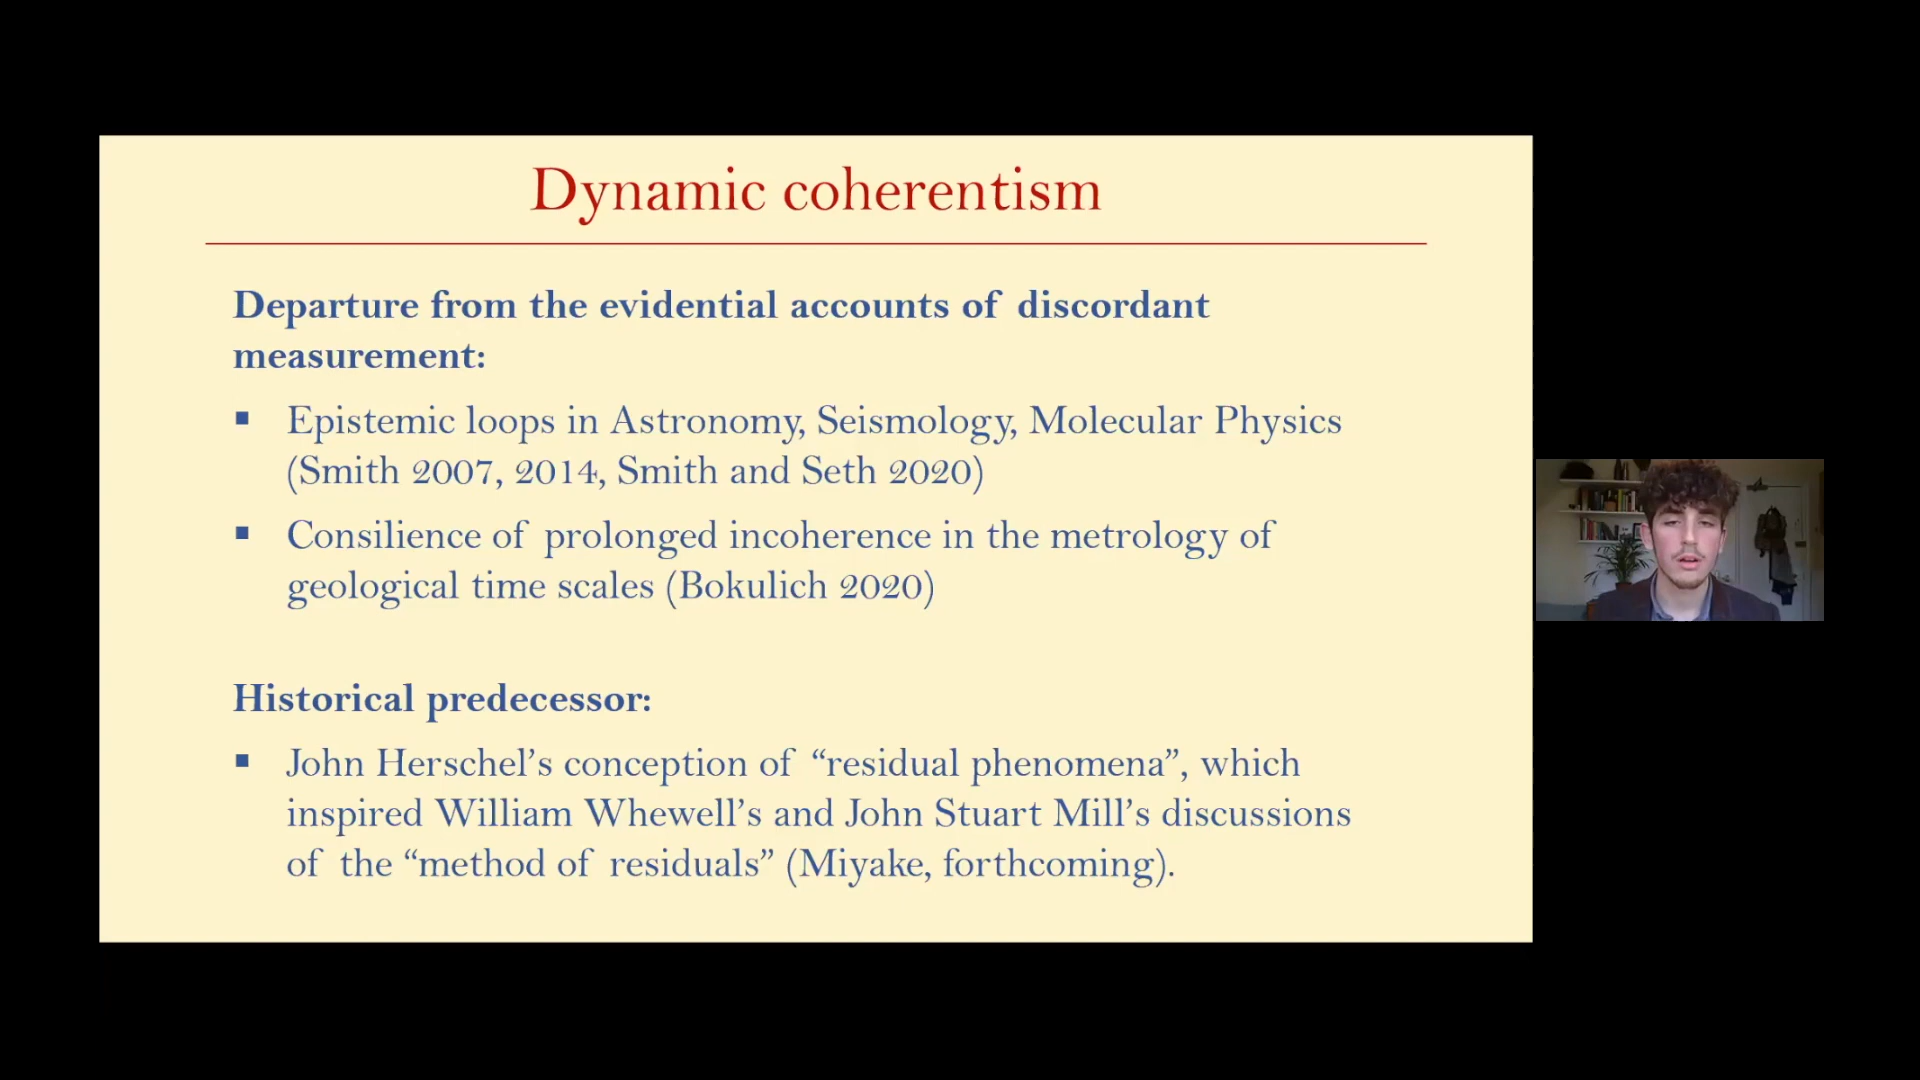 Dynamic coherentism
Departure from the evidential accounts of discordant
measurement:
▪ Epistemic loops in Astronomy, Seismology, Molecular Physics
(Smith 2007, 2014, Smith and Seth 2020)
▪ Consilience of prolonged incoherence in the metrology of
geological time scales (Bokulich 2020)
Historical predecessor:
▪ John Herschel’s conception of “residual phenomena”, which
inspired William Whewell’s and John Stuart Mill’s discussions
of the “method of residuals” (Miyake, forthcoming).